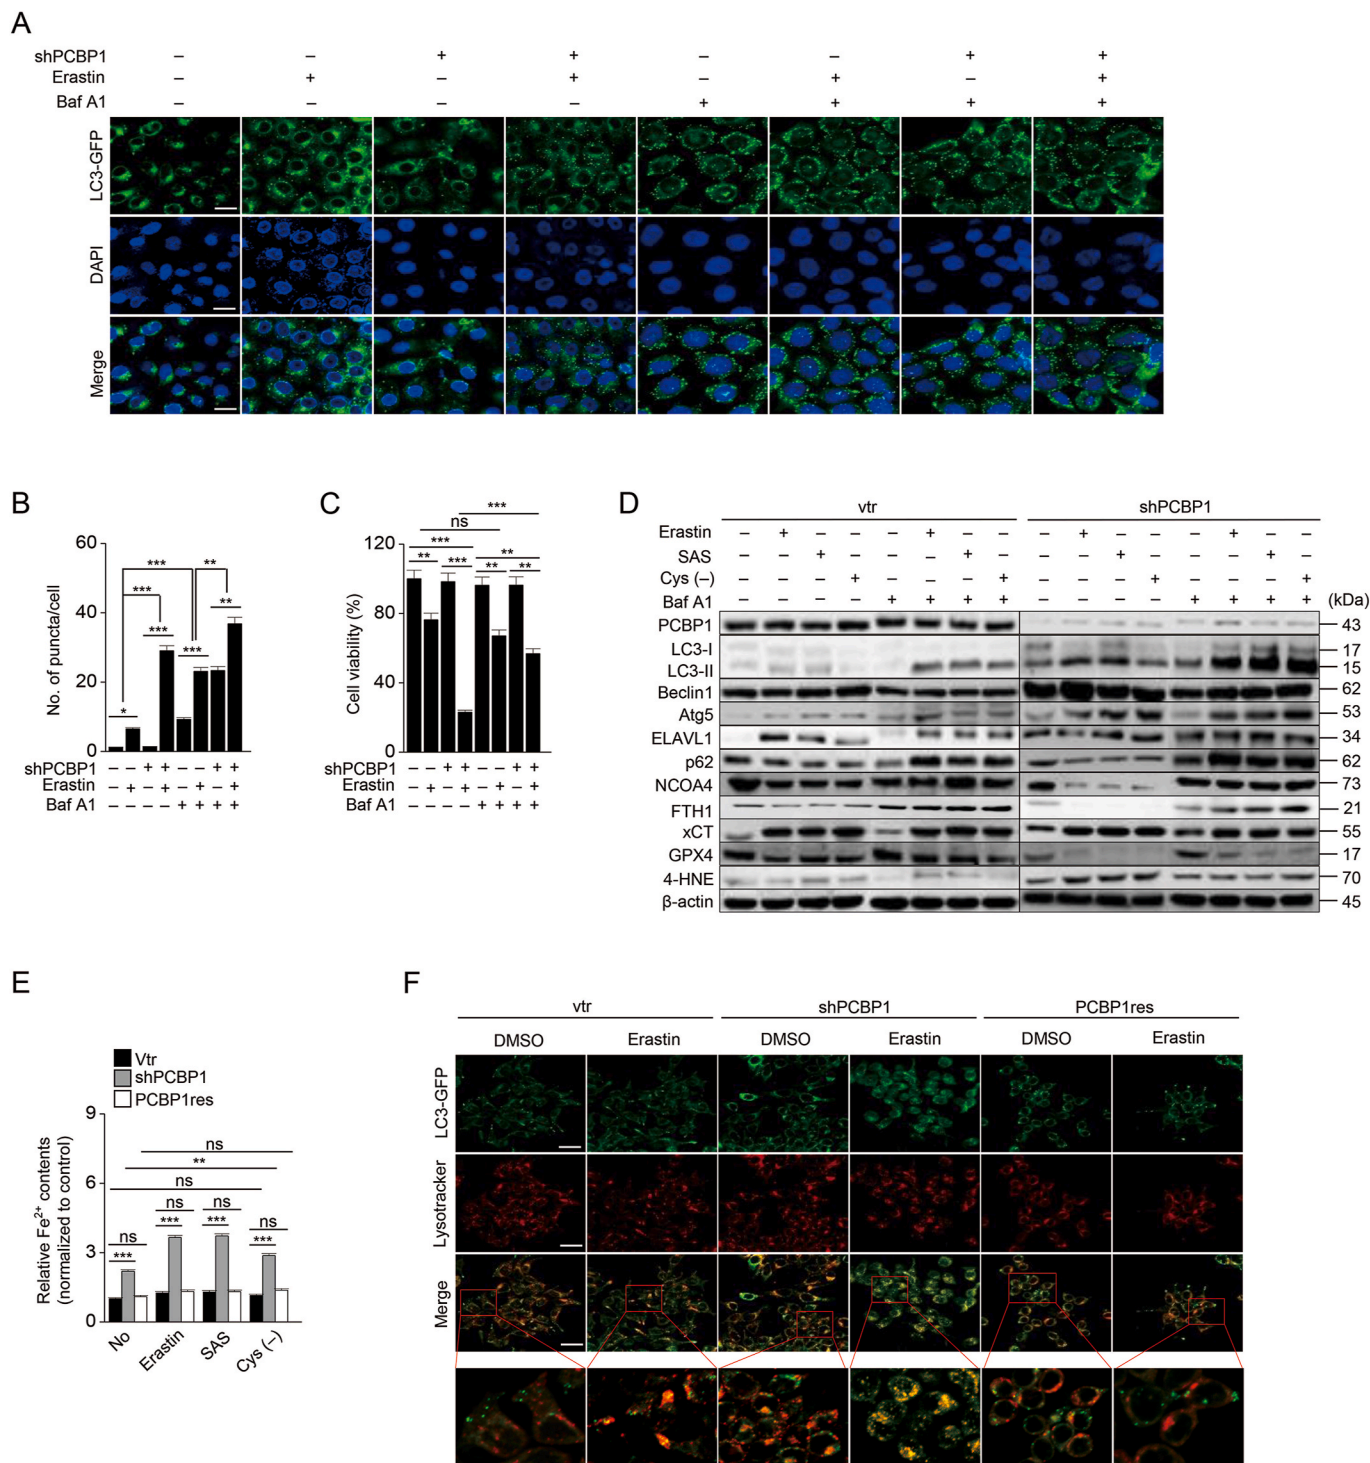 A
shPCBP1 – – + + – – + +
Erastin – + – + – + – +
Baf A1 – – – – + + + +
LC3-GFP
DAPI
Merge
B
No. of puncta/cell
60
40
20
0
*
***
***
***
***
**
**
shPCBP1 – – + + – – + +
Erastin – + – + – + – +
Baf A1 – – – – + + + +
C
Cell viability (%)
120
80
40
0
***
ns
***
**
**
***
**
**
shPCBP1 – – + + – – + +
Erastin – + – + – + – +
Baf A1 – – – – + + + +
D
vtr shPCBP1
Erastin – + – – – + – – – + – – – + – –
SAS – – + – – – + – – – + – – – + –
Cys (–) – – – + – – – + – – – + – – – +
Baf A1 – – – – + + + + – – – – + + + + (kDa)
PCBP1 43
LC3-I 17
LC3-II 15
Beclin1 62
Atg5 53
ELAVL1 34
p62 62
NCOA4 73
FTH1 21
xCT 55
GPX4 17
4-HNE 70
β-actin 45
E
Vtr
shPCBP1
PCBP1res
Relative Fe²⁺ contents
(normalized to control)
9
6
3
0
ns
**
ns
ns ns
*** ***
ns ns
*** ***
No Erastin SAS Cys (–)
F
vtr shPCBP1 PCBP1res
DMSO Erastin DMSO Erastin DMSO Erastin
LC3-GFP
Lysotracker
Merge